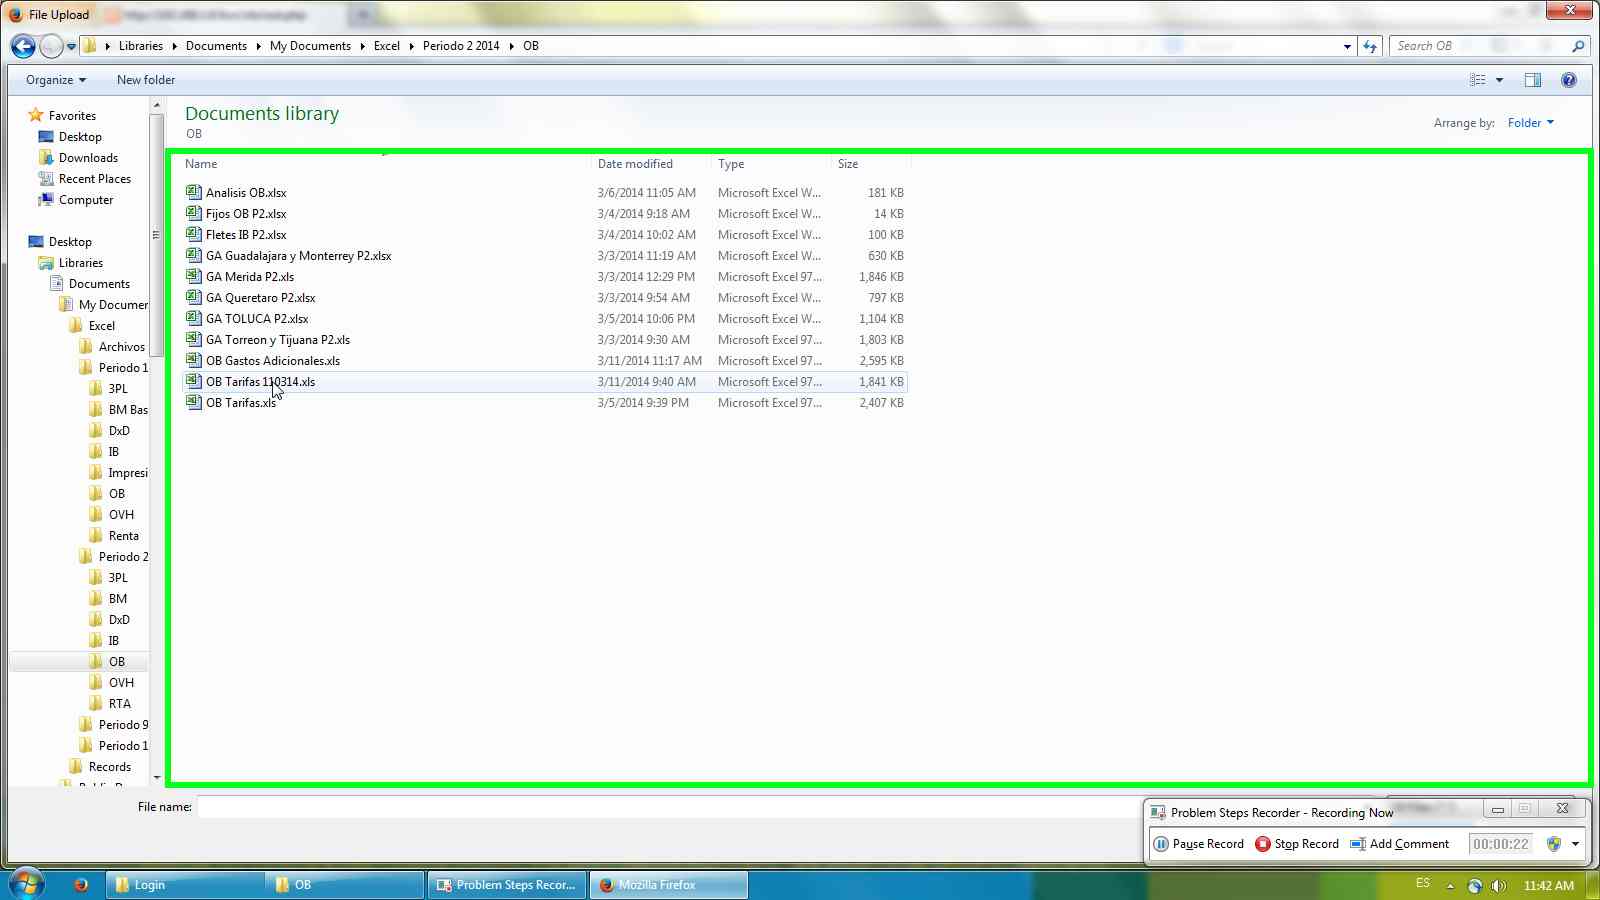 File Upload
Libraries Documents My Documents Excel Periodo 2 2014 OB
Search OB
Organize New folder
Documents library
OB
Arrange by: Folder
Favorites
Desktop
Downloads
Recent Places
Computer
Desktop
Libraries
Documents
My Documen
Excel
Archivos
Periodo 1
3PL
BM Bas
DxD
IB
Impresi
OB
OVH
Renta
Periodo 2
3PL
BM
DxD
IB
OB
OVH
RTA
Periodo 9
Periodo 1
Records
Name Date modified Type Size
Analisis OB.xlsx 3/6/2014 11:05 AM Microsoft Excel W... 181 KB
Fijos OB P2.xlsx 3/4/2014 9:18 AM Microsoft Excel W... 14 KB
Fletes IB P2.xlsx 3/4/2014 10:02 AM Microsoft Excel W... 100 KB
GA Guadalajara y Monterrey P2.xlsx 3/3/2014 11:19 AM Microsoft Excel W... 630 KB
GA Merida P2.xls 3/3/2014 12:29 PM Microsoft Excel 97... 1,846 KB
GA Queretaro P2.xlsx 3/3/2014 9:54 AM Microsoft Excel W... 797 KB
GA TOLUCA P2.xlsx 3/5/2014 10:06 PM Microsoft Excel W... 1,104 KB
GA Torreon y Tijuana P2.xls 3/3/2014 9:30 AM Microsoft Excel 97... 1,803 KB
OB Gastos Adicionales.xls 3/11/2014 11:17 AM Microsoft Excel 97... 2,595 KB
OB Tarifas 110314.xls 3/11/2014 9:40 AM Microsoft Excel 97... 1,841 KB
OB Tarifas.xls 3/5/2014 9:39 PM Microsoft Excel 97... 2,407 KB
File name:
Problem Steps Recorder - Recording Now
Pause Record Stop Record Add Comment 00:00:22
Login OB Problem Steps Recor... Mozilla Firefox ES 11:42 AM